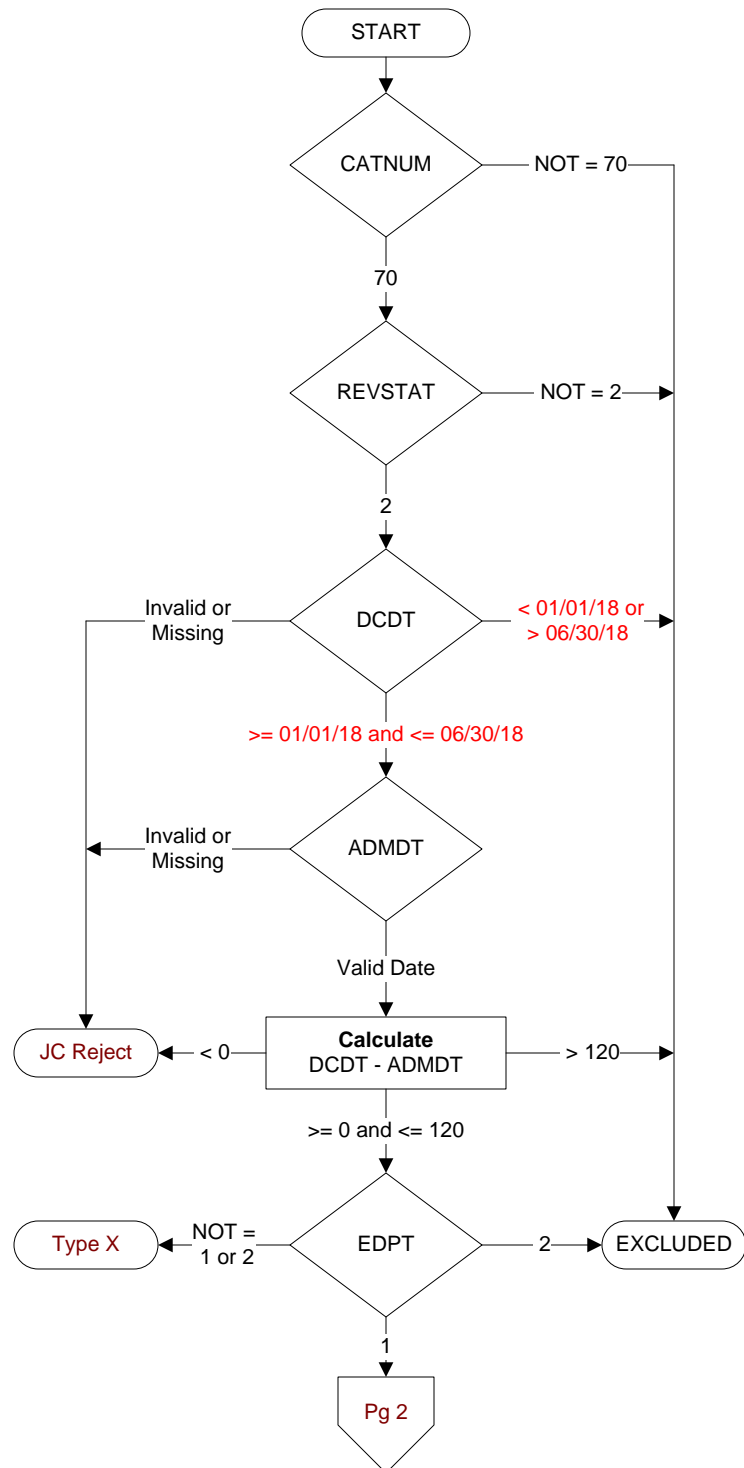 START
CATNUM
NOT = 70
70
REVSTAT
NOT = 2
2
Invalid or
Missing
DCDT
< 01/01/18 or
> 06/30/18
>= 01/01/18 and <= 06/30/18
Invalid or
Missing
ADMDT
Valid Date
JC Reject
< 0
Calculate
DCDT - ADMDT
> 120
>= 0 and <= 120
Type X
NOT =
1 or 2
EDPT
2
EXCLUDED
1
Pg 2